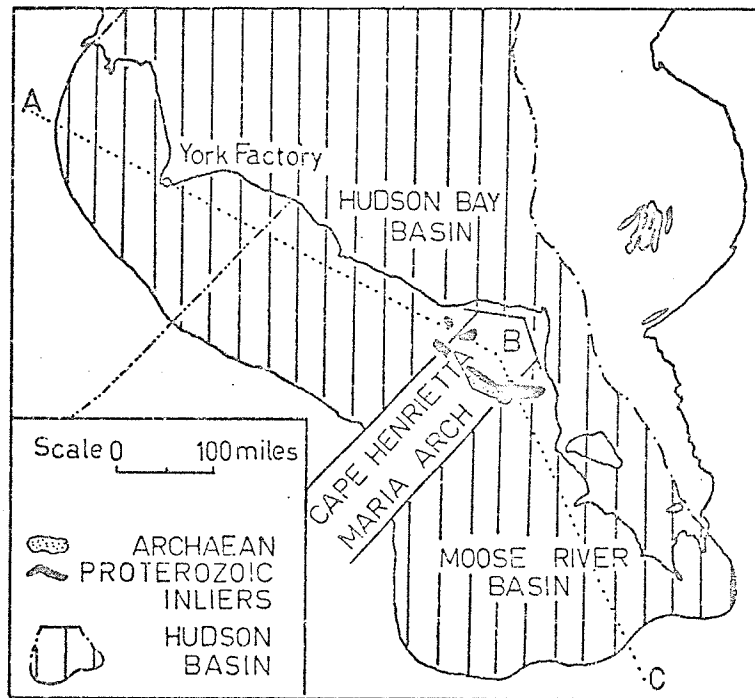 A
York Factory
HUDSON BAY
BASIN
B
CAPE HENRIETTA
MARIA ARCH
MOOSE RIVER
BASIN
C
Scale 0 100 miles
ARCHAEAN
PROTEROZOIC
INLIERS
HUDSON
BASIN